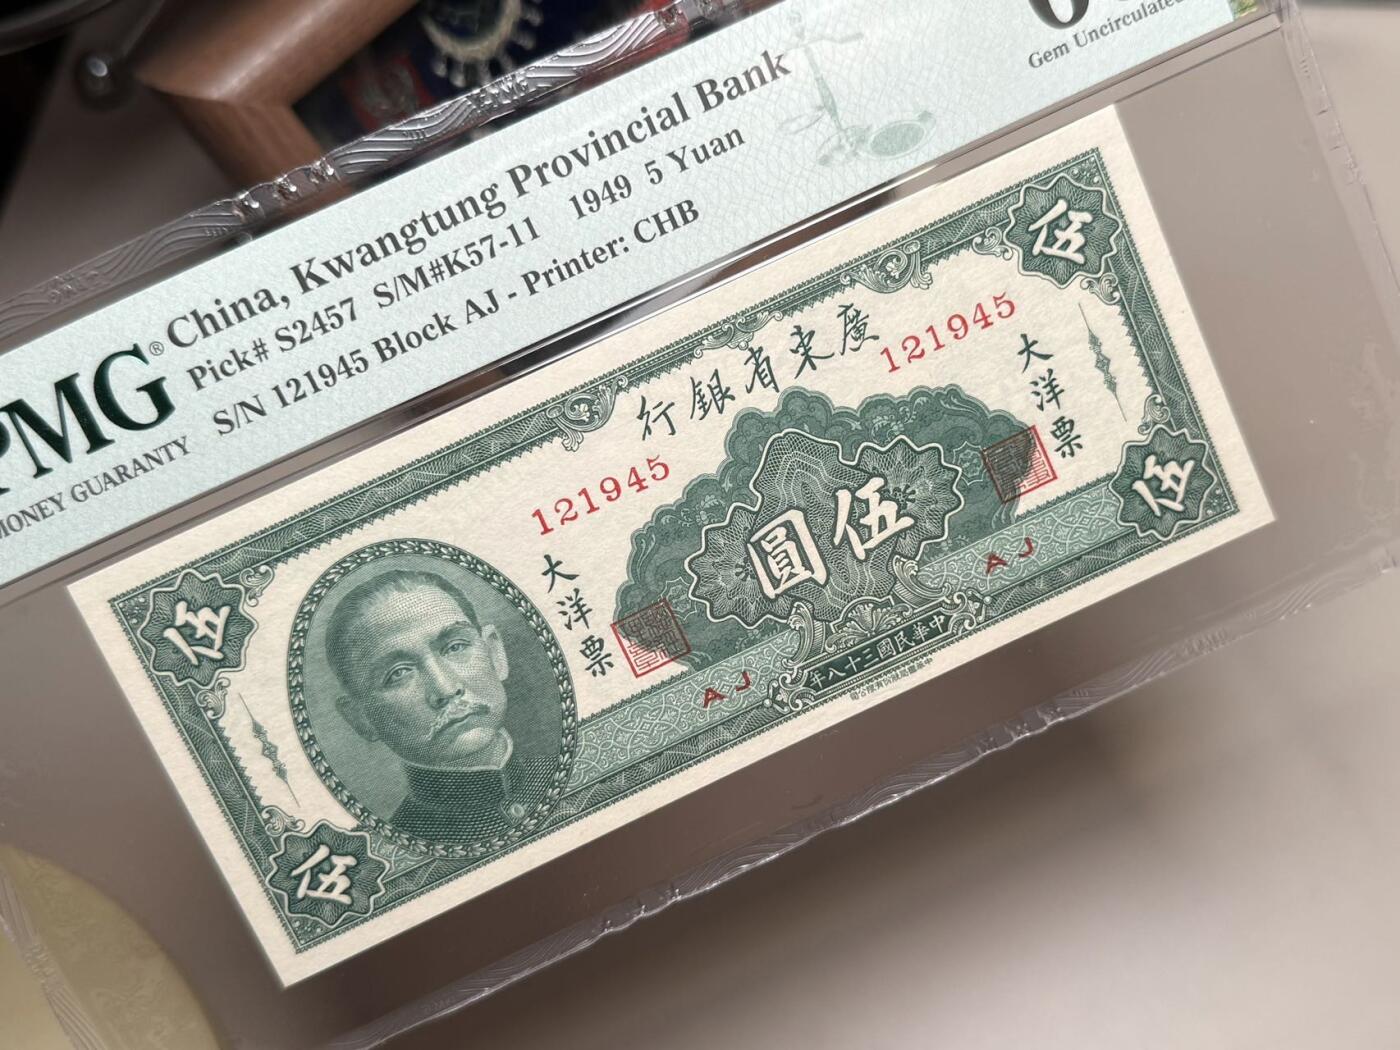 PMG®
MONEY GUARANTY
China, Kwangtung Provincial Bank
Pick# S2457 S/M#K57-11 1949 5 Yuan
S/N 121945 Block AJ - Printer: CHB
6
Gem Uncirculated
伍
伍
行銀省東廣
121945
121945
大洋票
大洋票
圓伍
AJ
AJ
年八十三國民華中
伍
伍